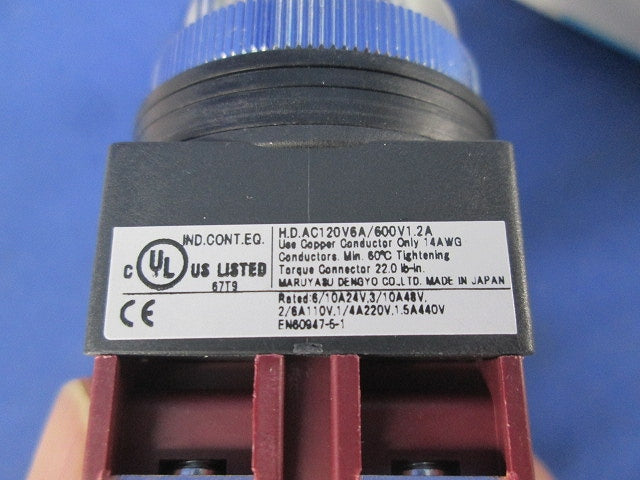 IND.CONT.EQ.
C UL US LISTED
67T9
CE
H.D.AC120V6A/600V1.2A
Use Copper Conductor Only 14AWG
Conductors. Min. 60℃ Tightening
Torque Connector 22.0 lb-in.
MARUYASU DENGYO CO.,LTD. MADE IN JAPAN
Rated:6/10A24V,3/10A48V,
2/6A110V,1/4A220V,1.5A440V
EN60947-5-1